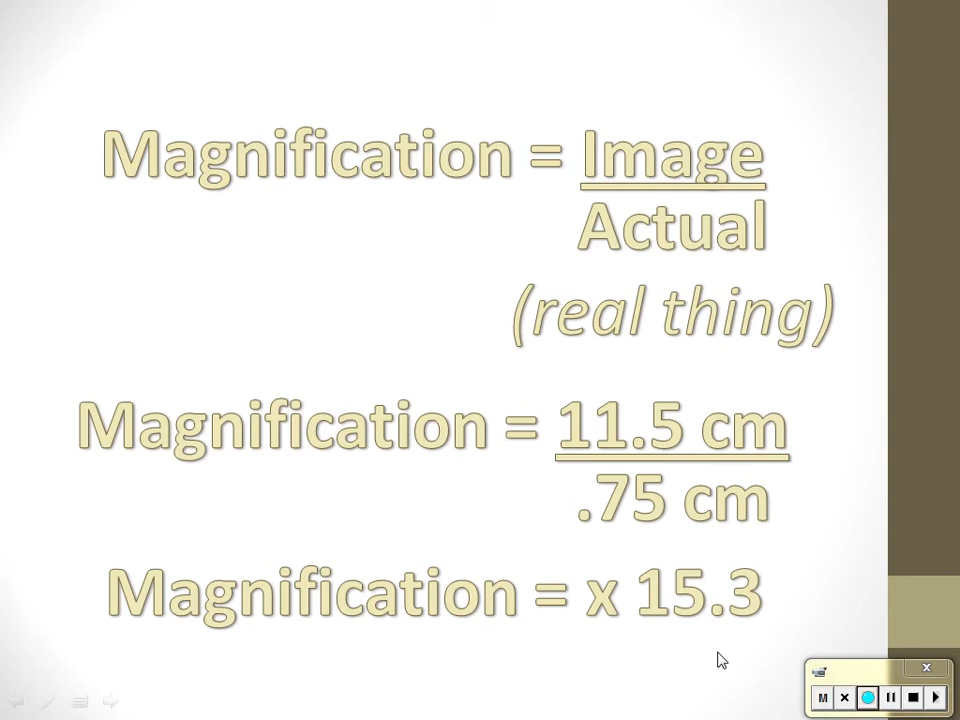 Magnification = Image
Actual
(real thing)
Magnification = 11.5 cm
.75 cm
Magnification = x 15.3
x
M